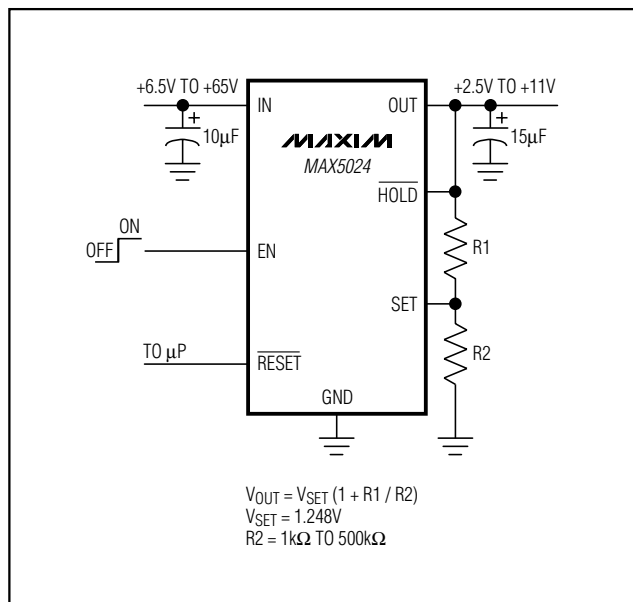 +6.5V TO +65V
IN
OUT
+2.5V TO +11V
+
10μF
MAXIM
MAX5024
+
15μF
HOLD
ON
OFF
EN
R1
SET
TO μP
RESET
R2
GND
VOUT = VSET (1 + R1 / R2)
VSET = 1.248V
R2 = 1kΩ TO 500kΩ